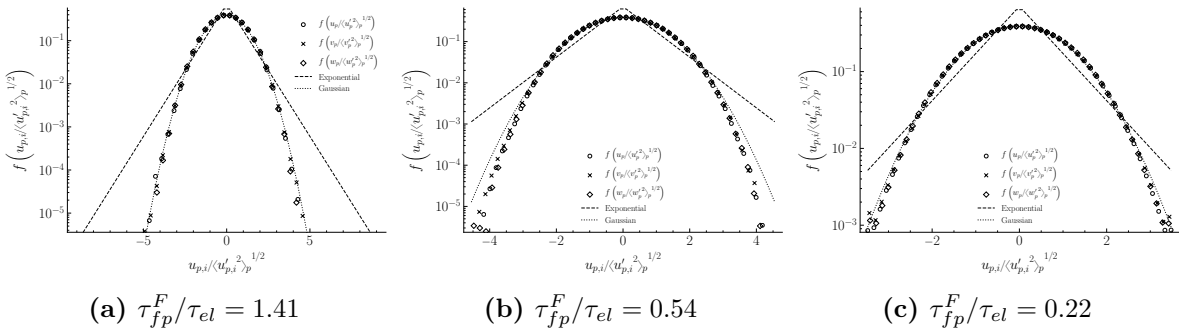 f(u_{p,i}/⟨u'_{p,i}{}^2⟩_p^{1/2})
10^{-1}
10^{-2}
10^{-3}
10^{-4}
10^{-5}
−5
0
5
u_{p,i}/⟨u'_{p,i}{}^2⟩_p^{1/2}
f(u_p/⟨u'_p{}^2⟩_p^{1/2})
f(v_p/⟨v'_p{}^2⟩_p^{1/2})
f(w_p/⟨w'_p{}^2⟩_p^{1/2})
Exponential
Gaussian
(a) τ^F_{fp}/τ_{el} = 1.41
f(u_{p,i}/⟨u'_{p,i}{}^2⟩_p^{1/2})
10^{-1}
10^{-2}
10^{-3}
10^{-4}
10^{-5}
−4
−2
0
2
4
u_{p,i}/⟨u'_{p,i}{}^2⟩_p^{1/2}
f(u_p/⟨u'_p{}^2⟩_p^{1/2})
f(v_p/⟨v'_p{}^2⟩_p^{1/2})
f(w_p/⟨w'_p{}^2⟩_p^{1/2})
Exponential
Gaussian
(b) τ^F_{fp}/τ_{el} = 0.54
f(u_{p,i}/⟨u'_{p,i}{}^2⟩_p^{1/2})
10^{-1}
10^{-2}
10^{-3}
−2
0
2
u_{p,i}/⟨u'_{p,i}{}^2⟩_p^{1/2}
f(u_p/⟨u'_p{}^2⟩_p^{1/2})
f(v_p/⟨v'_p{}^2⟩_p^{1/2})
f(w_p/⟨w'_p{}^2⟩_p^{1/2})
Exponential
Gaussian
(c) τ^F_{fp}/τ_{el} = 0.22